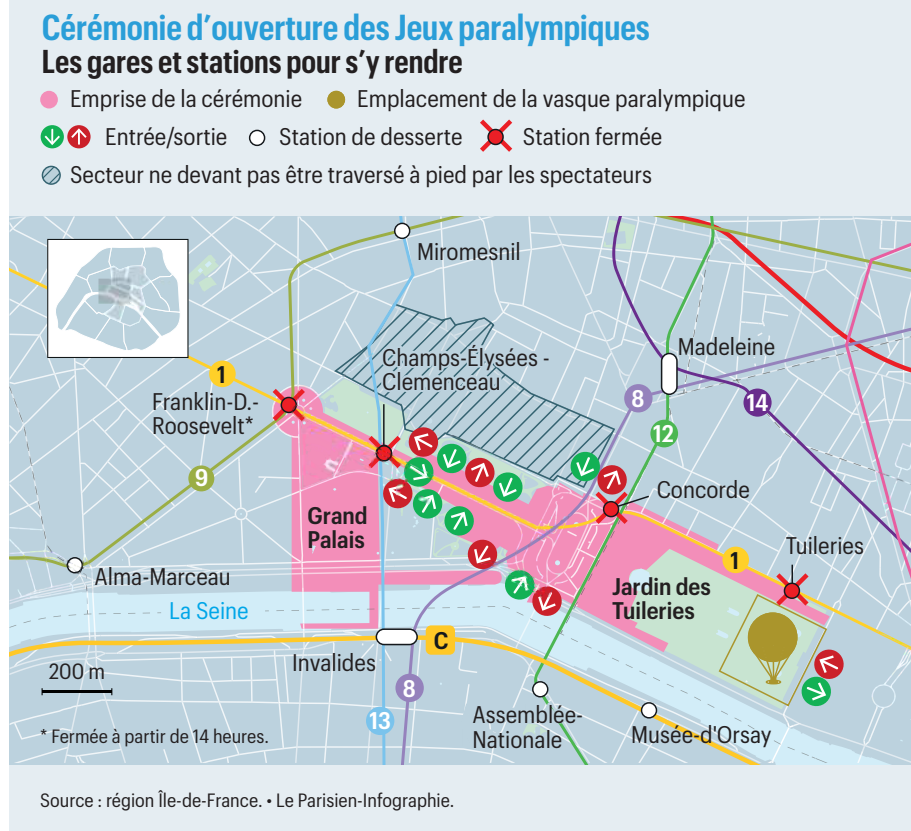 Cérémonie d’ouverture des Jeux paralympiques
Les gares et stations pour s’y rendre
Emprise de la cérémonie
Emplacement de la vasque paralympique
Entrée/sortie
Station de desserte
Station fermée
Secteur ne devant pas être traversé à pied par les spectateurs
Miromesnil
Champs-Élysées -
Clemenceau
Madeleine
1
Franklin-D.-
Roosevelt*
8
14
12
9
Concorde
Grand
Palais
Tuileries
1
Alma-Marceau
Jardin des
Tuileries
La Seine
C
Invalides
200 m
8
13
Assemblée-
Nationale
Musée-d'Orsay
* Fermée à partir de 14 heures.
Source : région Île-de-France. • Le Parisien-Infographie.